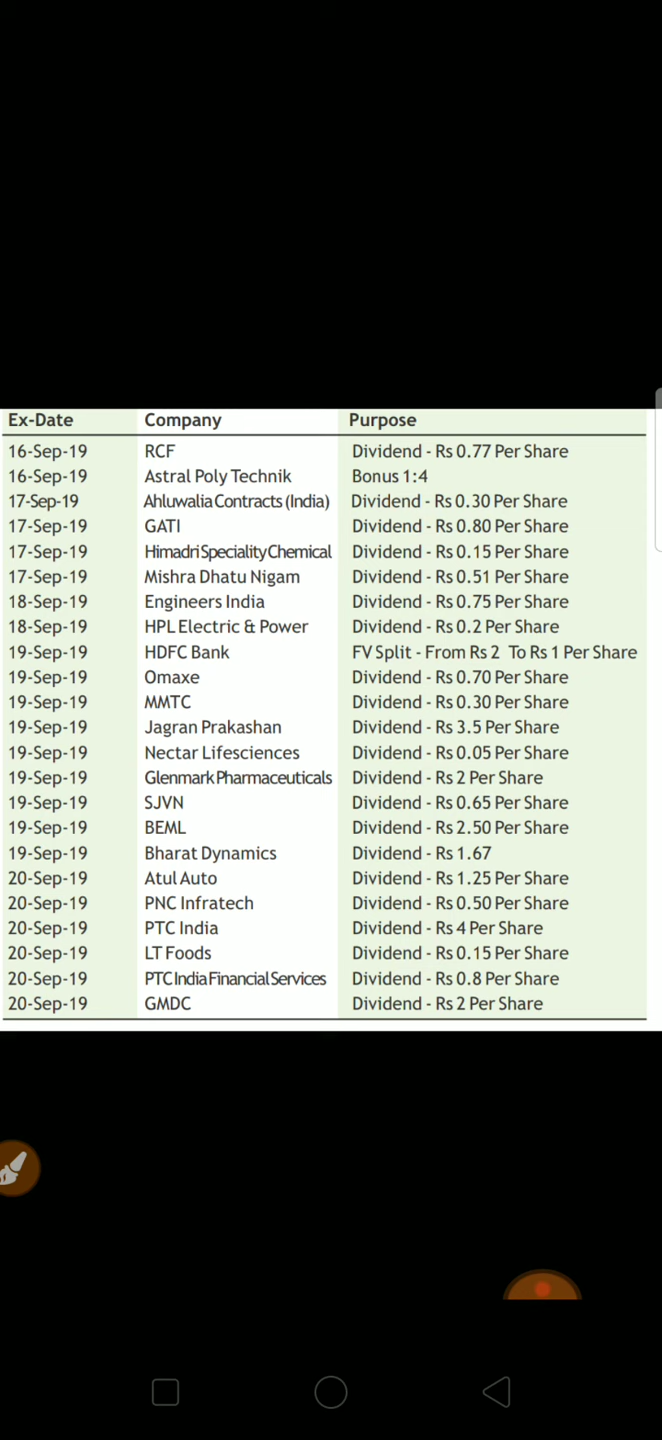 Ex-Date Company Purpose
16-Sep-19 RCF Dividend - Rs 0.77 Per Share
16-Sep-19 Astral Poly Technik Bonus 1:4
17-Sep-19 Ahluwalia Contracts (India) Dividend - Rs 0.30 Per Share
17-Sep-19 GATI Dividend - Rs 0.80 Per Share
17-Sep-19 Himadri Speciality Chemical Dividend - Rs 0.15 Per Share
17-Sep-19 Mishra Dhatu Nigam Dividend - Rs 0.51 Per Share
18-Sep-19 Engineers India Dividend - Rs 0.75 Per Share
18-Sep-19 HPL Electric & Power Dividend - Rs 0.2 Per Share
19-Sep-19 HDFC Bank FV Split - From Rs 2 To Rs 1 Per Share
19-Sep-19 Omaxe Dividend - Rs 0.70 Per Share
19-Sep-19 MMTC Dividend - Rs 0.30 Per Share
19-Sep-19 Jagran Prakashan Dividend - Rs 3.5 Per Share
19-Sep-19 Nectar Lifesciences Dividend - Rs 0.05 Per Share
19-Sep-19 Glenmark Pharmaceuticals Dividend - Rs 2 Per Share
19-Sep-19 SJVN Dividend - Rs 0.65 Per Share
19-Sep-19 BEML Dividend - Rs 2.50 Per Share
19-Sep-19 Bharat Dynamics Dividend - Rs 1.67
20-Sep-19 Atul Auto Dividend - Rs 1.25 Per Share
20-Sep-19 PNC Infratech Dividend - Rs 0.50 Per Share
20-Sep-19 PTC India Dividend - Rs 4 Per Share
20-Sep-19 LT Foods Dividend - Rs 0.15 Per Share
20-Sep-19 PTC India Financial Services Dividend - Rs 0.8 Per Share
20-Sep-19 GMDC Dividend - Rs 2 Per Share